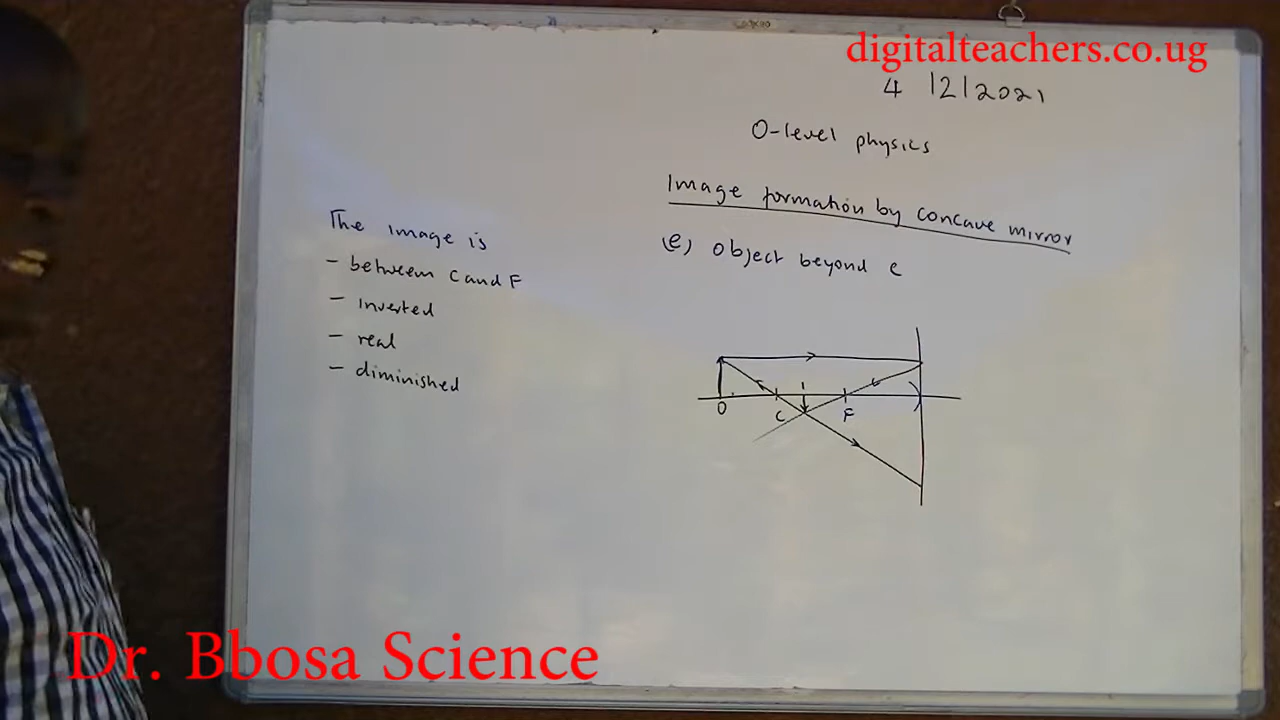 digitalteachers.co.ug
4 12/2021
O-level physics
Image formation by concave mirror
(e) Object beyond c
The image is
- between C and F
- inverted
- real
- diminished
O
C
I
F
Dr. Bbosa Science